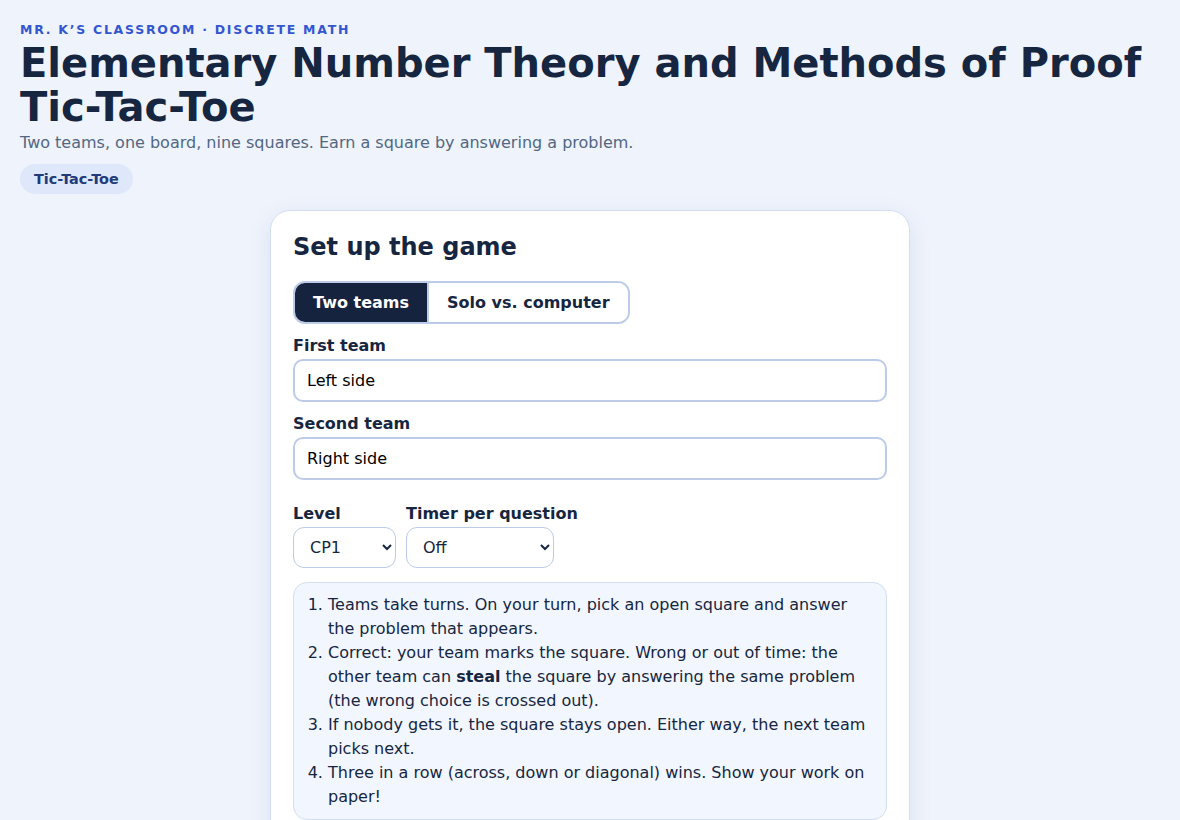 MR. K’S CLASSROOM · DISCRETE MATH
Elementary Number Theory and Methods of Proof
Tic-Tac-Toe
Two teams, one board, nine squares. Earn a square by answering a problem.
Tic-Tac-Toe
Set up the game
Two teams
Solo vs. computer
First team
Left side
Second team
Right side
Level
Timer per question
CP1
Off
1. Teams take turns. On your turn, pick an open square and answer
the problem that appears.
2. Correct: your team marks the square. Wrong or out of time: the
other team can steal the square by answering the same problem
(the wrong choice is crossed out).
3. If nobody gets it, the square stays open. Either way, the next team
picks next.
4. Three in a row (across, down or diagonal) wins. Show your work on
paper!